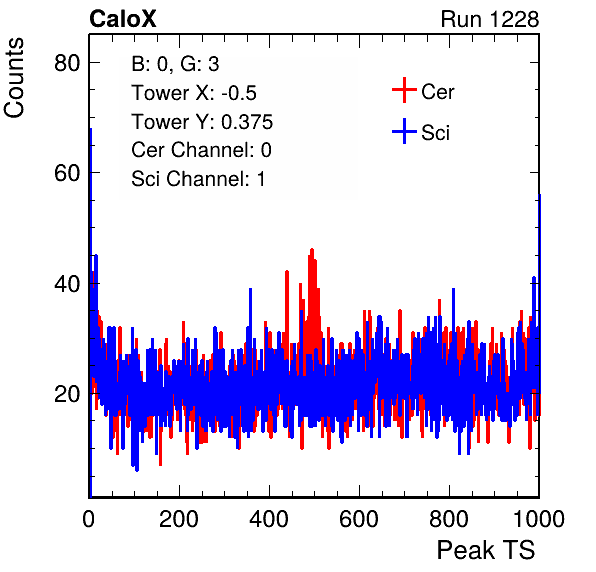 CaloX Run 1228
Counts
B: 0, G: 3
Tower X: -0.5
Tower Y: 0.375
Cer Channel: 0
Sci Channel: 1
Cer
Sci
80
60
40
20
0 200 400 600 800 1000
Peak TS